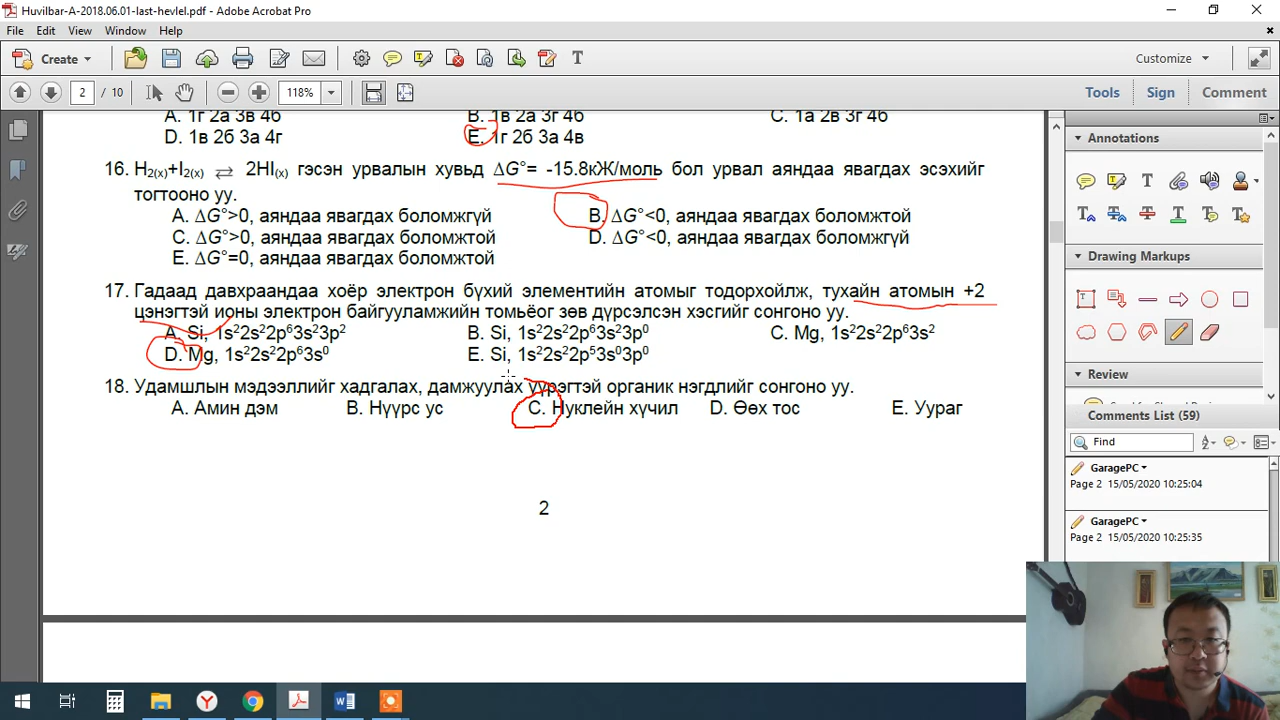 Huvilbar-A-2018.06.01-last-hevlel.pdf - Adobe Acrobat Pro
File Edit View Window Help
Create
Customize
2 / 10
118%
Tools Sign Comment
A. 1г 2а 3в 4б B. 1в 2а 3г 4б C. 1а 2в 3г 4б
D. 1в 2б 3а 4г E. 1г 2б 3а 4в
16. H2(х)+I2(х) ⇄ 2HI(х) гэсэн урвалын хувьд ΔG°= -15.8кЖ/моль бол урвал аяндаа явагдах эсэхийг
тогтооно уу.
A. ΔG°>0, аяндаа явагдах боломжгүй B. ΔG°<0, аяндаа явагдах боломжтой
C. ΔG°>0, аяндаа явагдах боломжтой D. ΔG°<0, аяндаа явагдах боломжгүй
E. ΔG°=0, аяндаа явагдах боломжтой
17. Гадаад давхраандаа хоёр электрон бүхий элементийн атомыг тодорхойлж, тухайн атомын +2
цэнэгтэй ионы электрон байгууламжийн томьёог зөв дүрсэлсэн хэсгийг сонгоно уу.
A. Si, 1s²2s²2p⁶3s²3p² B. Si, 1s²2s²2p⁶3s²3p⁰ C. Mg, 1s²2s²2p⁶3s²
D. Mg, 1s²2s²2p⁶3s⁰ E. Si, 1s²2s²2p⁵3s⁰3p⁰
18. Удамшлын мэдээллийг хадгалах, дамжуулах үүрэгтэй органик нэгдлийг сонгоно уу.
A. Амин дэм B. Нүүрс ус C. Нуклейн хүчил D. Өөх тос E. Уураг
2
Annotations
Drawing Markups
Review
Comments List (59)
Find
GaragePC
Page 2 15/05/2020 10:25:04
GaragePC
Page 2 15/05/2020 10:25:35